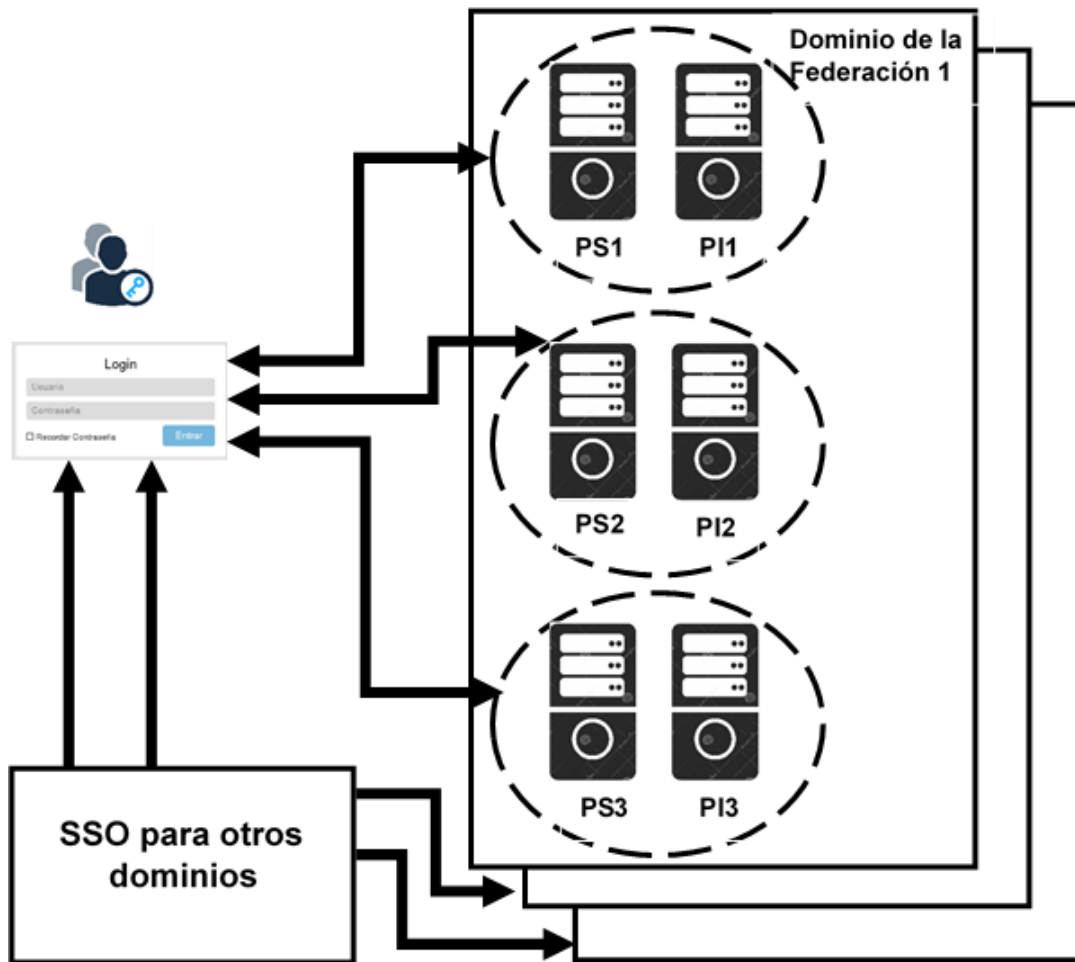 Dominio de la
Federación 1
PS1
PI1
Login
Usuario
Contraseña
Recordar Contraseña
Entrar
PS2
PI2
PS3
PI3
SSO para otros
dominios